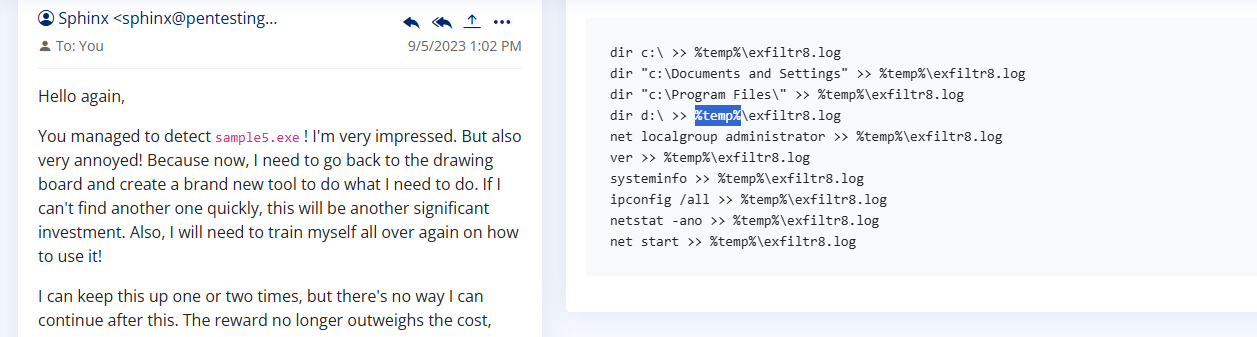 Sphinx <sphinx@pentesting...
To: You
9/5/2023 1:02 PM
Hello again,
You managed to detect sample5.exe ! I'm very impressed. But also
very annoyed! Because now, I need to go back to the drawing
board and create a brand new tool to do what I need to do. If I
can't find another one quickly, this will be another significant
investment. Also, I will need to train myself all over again on how
to use it!
I can keep this up one or two times, but there's no way I can
continue after this. The reward no longer outweighs the cost,
dir c:\ >> %temp%\exfiltr8.log
dir "c:\Documents and Settings" >> %temp%\exfiltr8.log
dir "c:\Program Files\" >> %temp%\exfiltr8.log
dir d:\ >> %temp%\exfiltr8.log
net localgroup administrator >> %temp%\exfiltr8.log
ver >> %temp%\exfiltr8.log
systeminfo >> %temp%\exfiltr8.log
ipconfig /all >> %temp%\exfiltr8.log
netstat -ano >> %temp%\exfiltr8.log
net start >> %temp%\exfiltr8.log